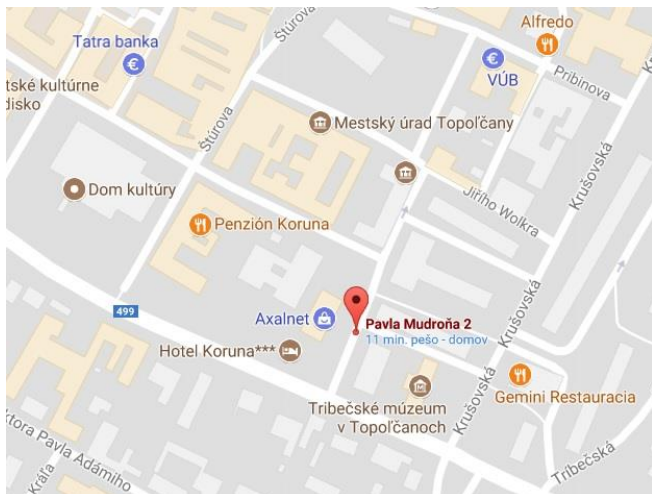 Alfredo
Štúrova
Tatra banka
VÚB
Pribinova
tské kultúrne
disko
Mestský úrad Topoľčany
Štúrova
Krušovská
Dom kultúry
Jiřího Wolkra
Penzión Koruna
499
Axalnet
Pavla Mudroňa 2
11 min. pešo - domov
Krušovská
Hotel Koruna***
Krušovská
Gemini Restauracia
Tribečské múzeum
v Topoľčanoch
ktora Pavla Adámiho
Kráľa
Tribečská